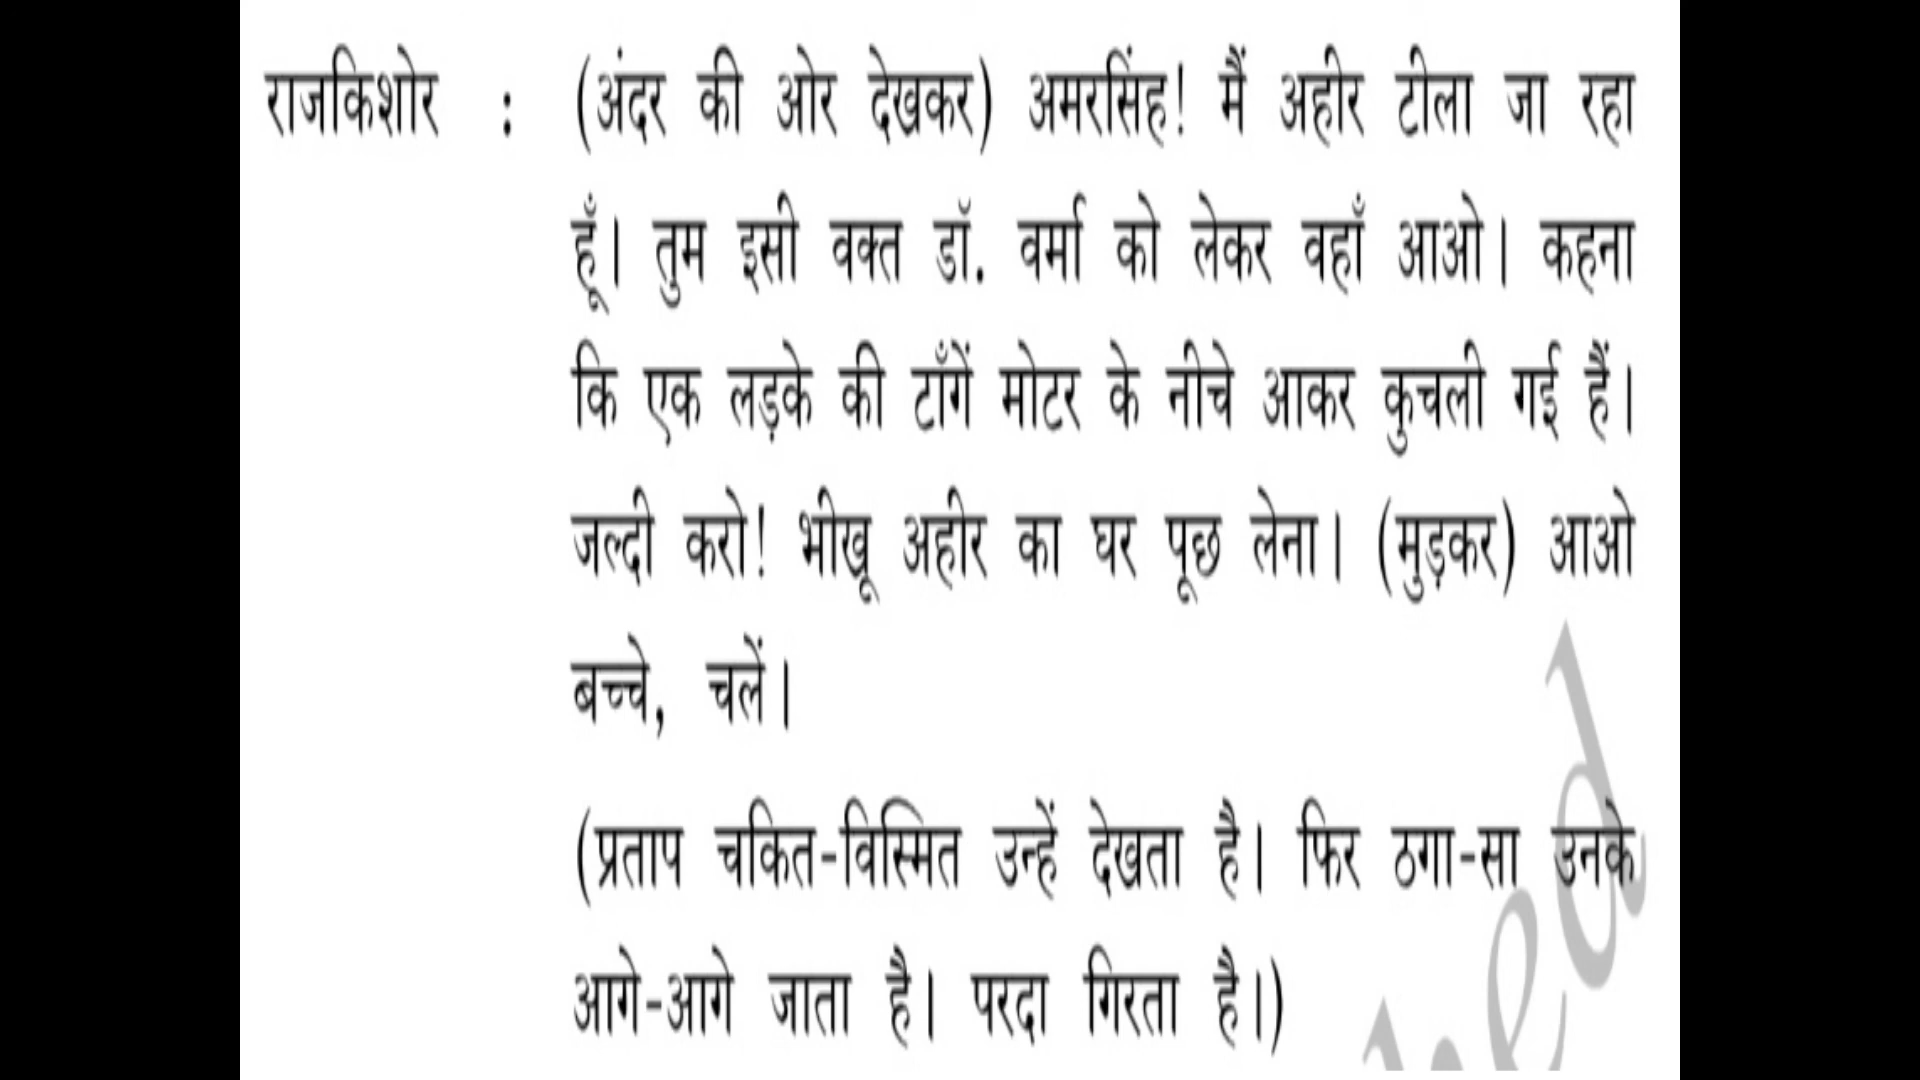 राजकिशोर : (अंदर की ओर देखकर) अमरसिंह! मैं अहीर टीला जा रहा
हूँ। तुम इसी वक्त डॉ. वर्मा को लेकर वहाँ आओ। कहना
कि एक लड़के की टाँगें मोटर के नीचे आकर कुचली गई हैं।
जल्दी करो! भीखू अहीर का घर पूछ लेना। (मुड़कर) आओ
बच्चे, चलें।
(प्रताप चकित-विस्मित उन्हें देखता है। फिर ठगा-सा उनके
आगे-आगे जाता है। परदा गिरता है।)